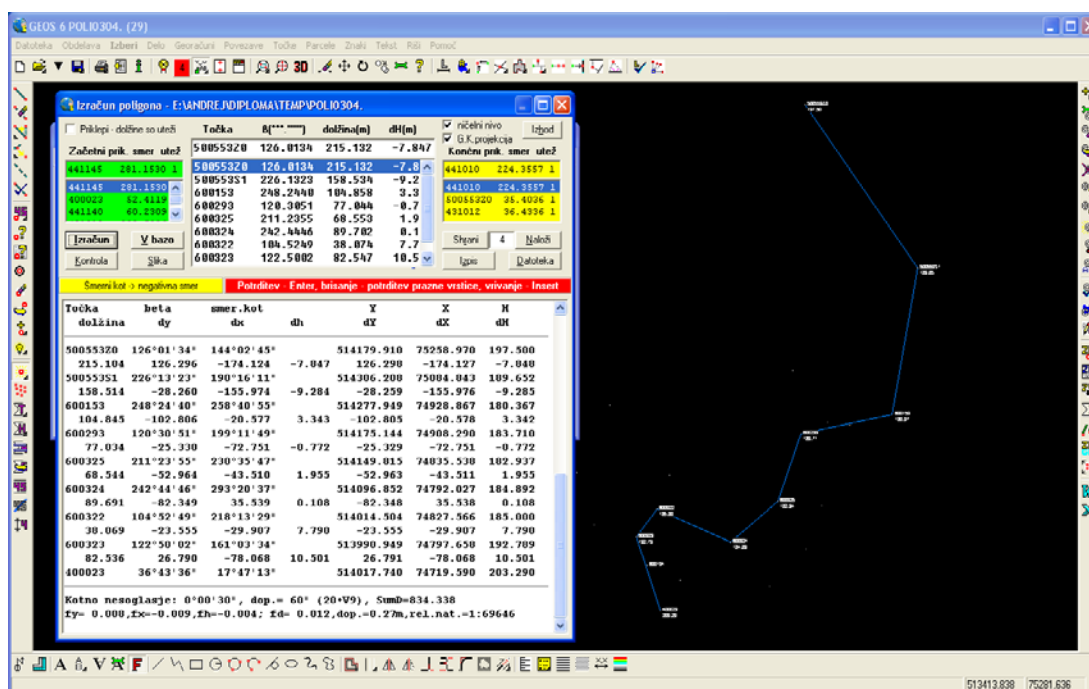 GEOS 6 POLI0304. (29)
Datoteka Obdelava Izberi Delo Georačuni Povezave Točke Parcele Znaki Tekst Riši Pomoč
3D
Izračun poligona - E:\ANDREJ\DIPLOMA\TEMP\POLI0304.
Priklepi - dolžine so uteži
Točka dolžina(m) dH(m)
ničelni nivo
G.K.projekcija
Izhod
Začetni prik. smer utež
500553Z0 126.0134 215.132 -7.847
Končni prik. smer utež
441145 281.1530 1
441010 224.3557 1
441145 281.1530
400023 52.4119
441140 60.2309
500553Z0 126.0134 215.132 -7.8
500553S1 226.1323 158.534 -9.2
600153 248.2440 104.858 3.3
600293 120.3051 77.044 -0.7
600325 211.2355 68.553 1.9
600324 242.4446 89.702 0.1
600322 104.5249 38.074 7.7
600323 122.5002 82.547 10.5
441010 224.3557 1
500553Z0 35.4036 1
431012 36.4336 1
Izračun V bazo
Kontrola Slika
Shrani 4 Naloži
Izpis Datoteka
Smerni kot -> negativna smer
Potrditev - Enter, brisanje - potrditev prazne vrstice, vrivanje - Insert
Točka beta smer.kot Y X H
dolžina dy dx dh dY dX dH
500553Z0 126°01'34" 144°02'45" 514179.910 75258.970 197.500
215.104 126.296 -174.124 -7.847 126.298 -174.127 -7.848
500553S1 226°13'23" 190°16'11" 514306.208 75084.843 189.652
158.514 -28.260 -155.974 -9.284 -28.259 -155.976 -9.285
600153 248°24'40" 258°40'55" 514277.949 74928.867 180.367
104.845 -102.806 -20.577 3.343 -102.805 -20.578 3.342
600293 120°30'51" 199°11'49" 514175.144 74908.290 183.710
77.034 -25.330 -72.751 -0.772 -25.329 -72.751 -0.772
600325 211°23'55" 230°35'47" 514149.815 74835.538 182.937
68.544 -52.964 -43.510 1.955 -52.963 -43.511 1.955
600324 242°44'46" 293°20'37" 514096.852 74792.027 184.892
89.691 -82.349 35.539 0.108 -82.348 35.538 0.108
600322 104°52'49" 218°13'29" 514014.504 74827.566 185.000
38.069 -23.555 -29.907 7.790 -23.555 -29.907 7.790
600323 122°50'02" 161°03'34" 513990.949 74797.658 192.789
82.536 26.790 -78.068 10.501 26.791 -78.068 10.501
400023 36°43'36" 17°47'13" 514017.740 74719.590 203.290
Kotno nesoglasje: 0°00'30", dop.= 60" (20*V9), SumD=834.338
fy= 0.008,fx=-0.009,fh=-0.004; fd= 0.012,dop.=0.27m,rel.nat.=1:69646
513413.838 75281.636